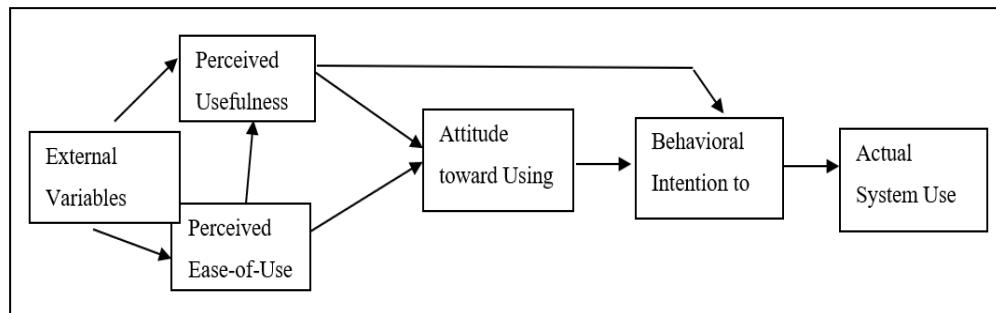 Perceived
Usefulness
External
Variables
Perceived
Ease-of-Use
Attitude
toward Using
Behavioral
Intention to
Actual
System Use